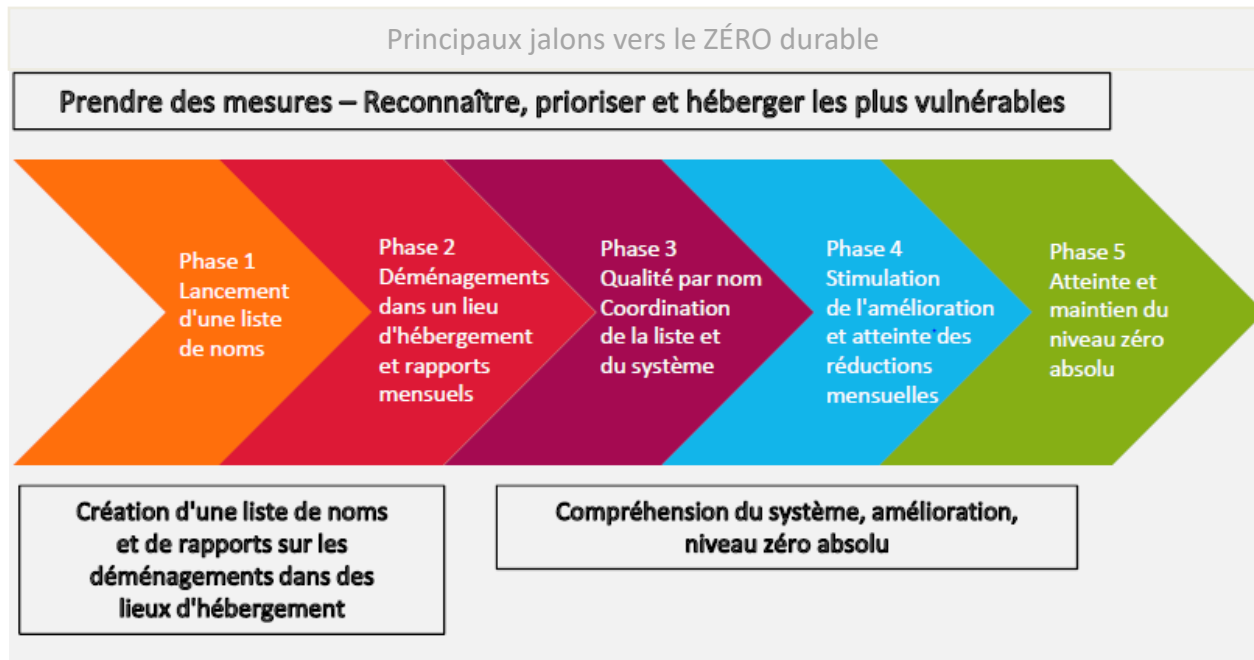 Principaux jalons vers le ZÉRO durable
Prendre des mesures – Reconnaître, prioriser et héberger les plus vulnérables
Phase 1
Lancement
d'une liste
de noms
Phase 2
Déménagements
dans un lieu
d'hébergement
et rapports
mensuels
Phase 3
Qualité par nom
Coordination
de la liste et
du système
Phase 4
Stimulation
de l'amélioration
et atteinte des
réductions
mensuelles
Phase 5
Atteinte et
maintien du
niveau zéro
absolu
Création d'une liste de noms
et de rapports sur les
déménagements dans des
lieux d'hébergement
Compréhension du système, amélioration,
niveau zéro absolu